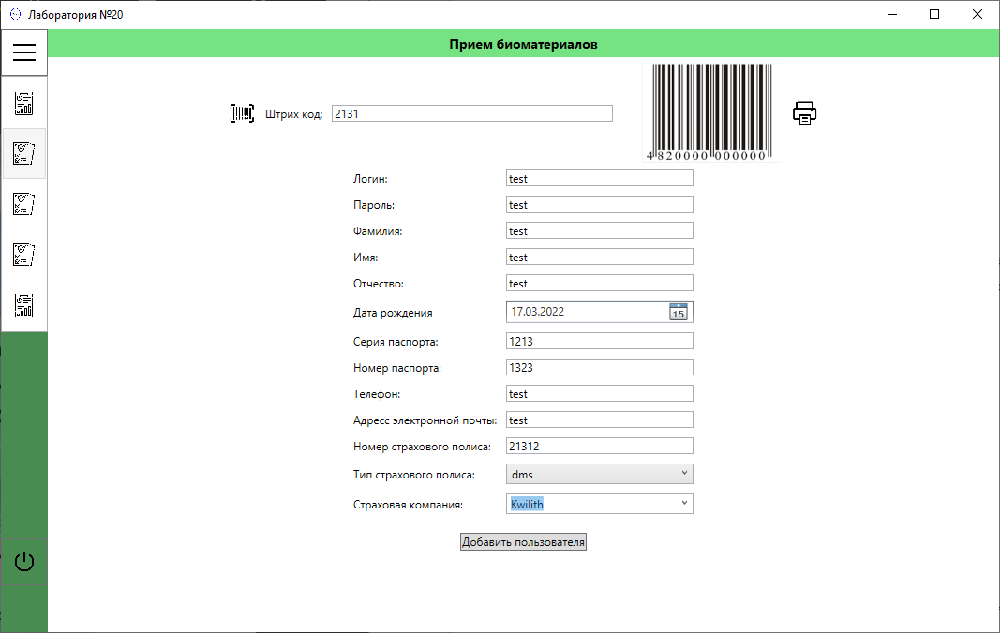 Лаборатория №20
Прием биоматериалов
Штрих код: 2131
4820000 000000
Логин: test
Пароль: test
Фамилия: test
Имя: test
Отчество: test
Дата рождения 17.03.2022 15
Серия паспорта: 1213
Номер паспорта: 1323
Телефон: test
Адресс электронной почты: test
Номер страхового полиса: 21312
Тип страхового полиса: dms
Страховая компания: Kwilith
Добавить пользователя